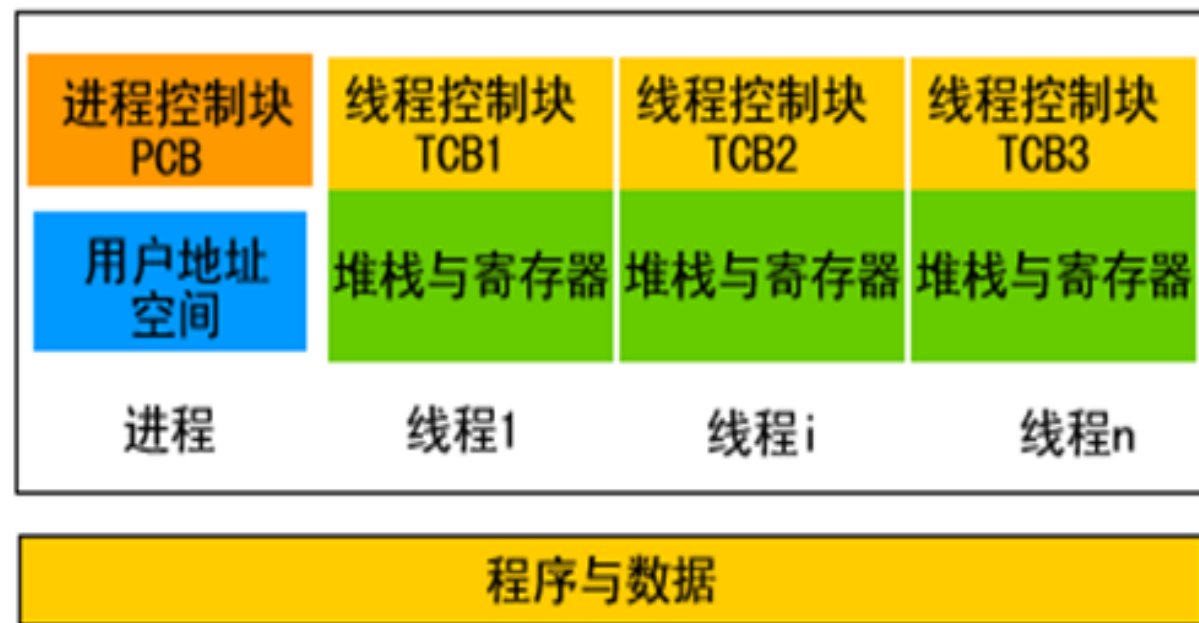 进程控制块
PCB
线程控制块
TCB1
线程控制块
TCB2
线程控制块
TCB3
用户地址
空间
堆栈与寄存器
堆栈与寄存器
堆栈与寄存器
进程
线程1
线程i
线程n
程序与数据